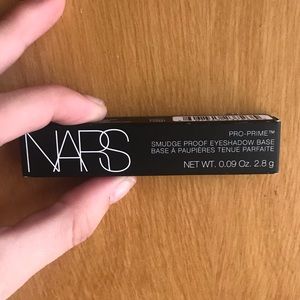 NARS
PRO-PRIME™
SMUDGE PROOF EYESHADOW BASE
BASE À PAUPIÈRES TENUE PARFAITE
NET WT. 0.09 Oz. 2.8 g